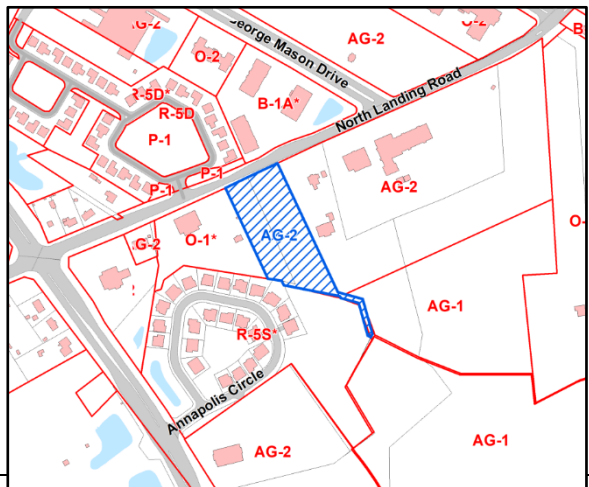 AG-2
O-2
George Mason Drive
AG-2
O-2
B
R-5D*
R-5D
P-1
B-1A*
North Landing Road
P-1
P-1
AG-2
G-2
O-1*
AG-2
O-
AG-1
R-5S*
Annapolis Circle
AG-2
AG-1